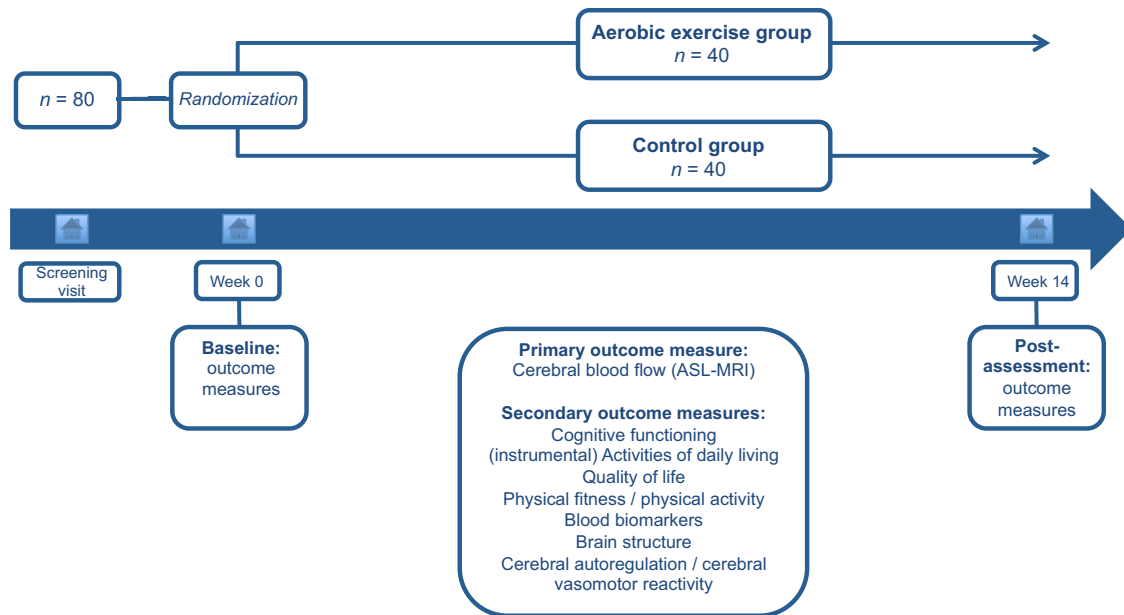 Aerobic exercise group
n = 40
n = 80
Randomization
Control group
n = 40
Screening
visit
Week 0
Week 14
Baseline:
outcome
measures
Primary outcome measure:
Cerebral blood flow (ASL-MRI)
Secondary outcome measures:
Cognitive functioning
(instrumental) Activities of daily living
Quality of life
Physical fitness / physical activity
Blood biomarkers
Brain structure
Cerebral autoregulation / cerebral
vasomotor reactivity
Post-
assessment:
outcome
measures